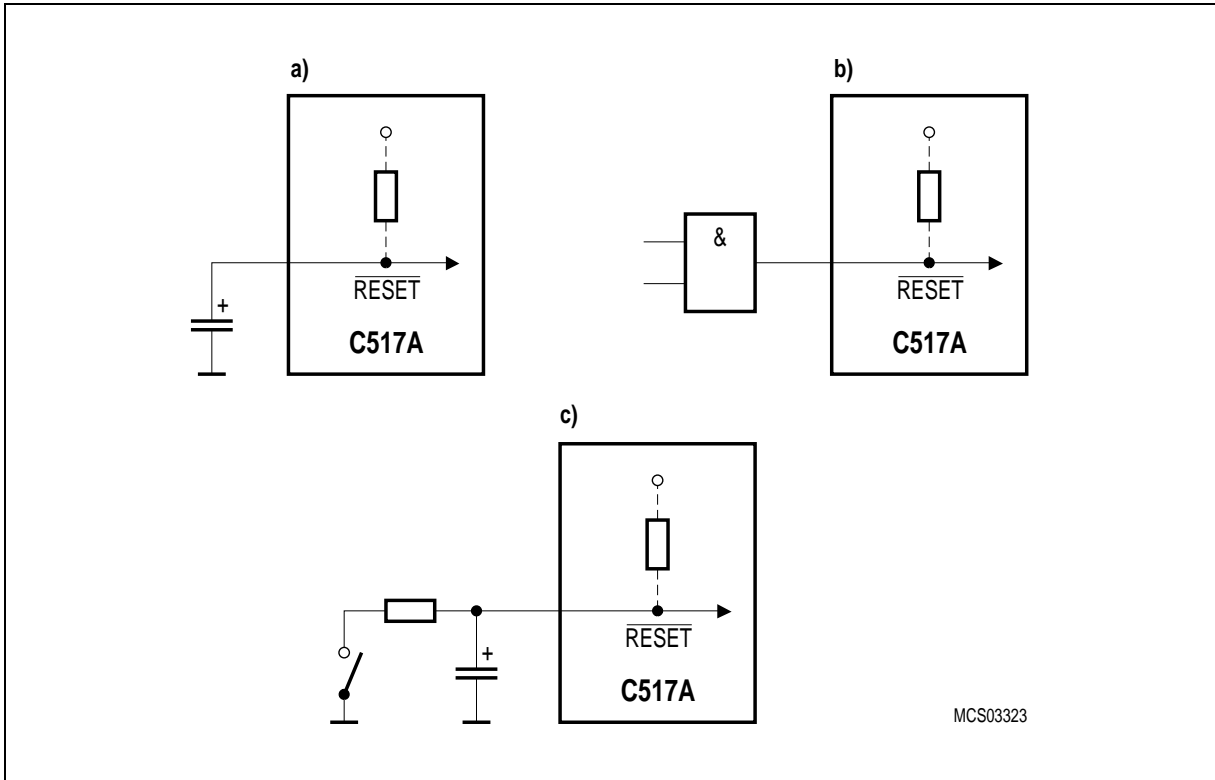 a)
b)
+
RESET
C517A
&
RESET
C517A
c)
+
RESET
C517A
MCS03323